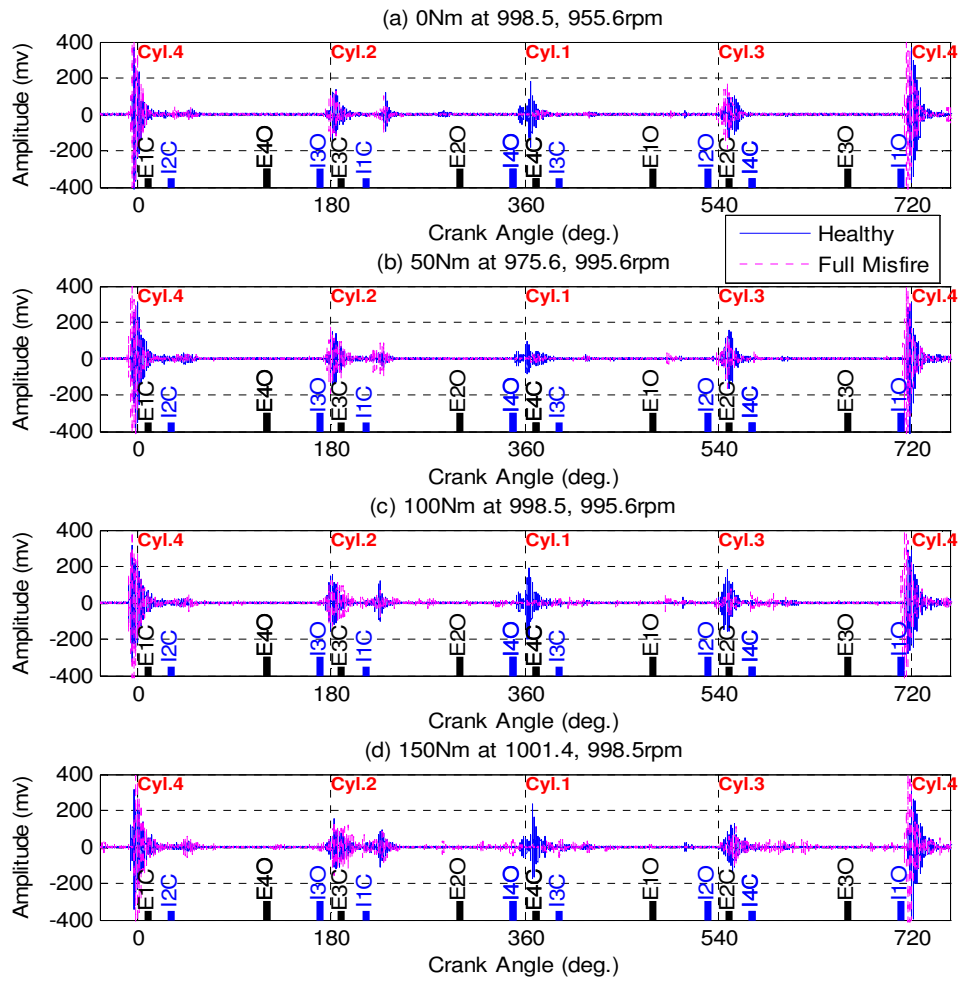 (a) 0Nm at 998.5, 955.6rpm
Amplitude (mv)
400
200
0
-200
-400
Cyl.4 Cyl.2 Cyl.1 Cyl.3 Cyl.4
E1C I2C E4O I3O E3C I1C E2O I4O E4C I3C E1O I2O E2C I4C E3O I1O
0 180 360 540 720
Crank Angle (deg.)
Healthy
Full Misfire
(b) 50Nm at 975.6, 995.6rpm
Amplitude (mv)
400
200
0
-200
-400
Cyl.4 Cyl.2 Cyl.1 Cyl.3 Cyl.4
E1C I2C E4O I3O E3C I1C E2O I4O E4C I3C E1O I2O E2C I4C E3O I1O
0 180 360 540 720
Crank Angle (deg.)
(c) 100Nm at 998.5, 995.6rpm
Amplitude (mv)
400
200
0
-200
-400
Cyl.4 Cyl.2 Cyl.1 Cyl.3 Cyl.4
E1C I2C E4O I3O E3C I1C E2O I4O E4C I3C E1O I2O E2C I4C E3O I1O
0 180 360 540 720
Crank Angle (deg.)
(d) 150Nm at 1001.4, 998.5rpm
Amplitude (mv)
400
200
0
-200
-400
Cyl.4 Cyl.2 Cyl.1 Cyl.3 Cyl.4
E1C I2C E4O I3O E3C I1C E2O I4O E4C I3C E1O I2O E2C I4C E3O I1O
0 180 360 540 720
Crank Angle (deg.)